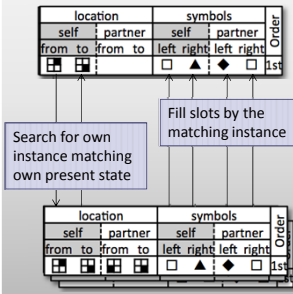 location symbols
self partner self partner
from to from to left right left right
Order
1st
Search for own
instance matching
own present state
Fill slots by the
matching instance
location symbols
self partner self partner
from to from to left right left right
Order
1st